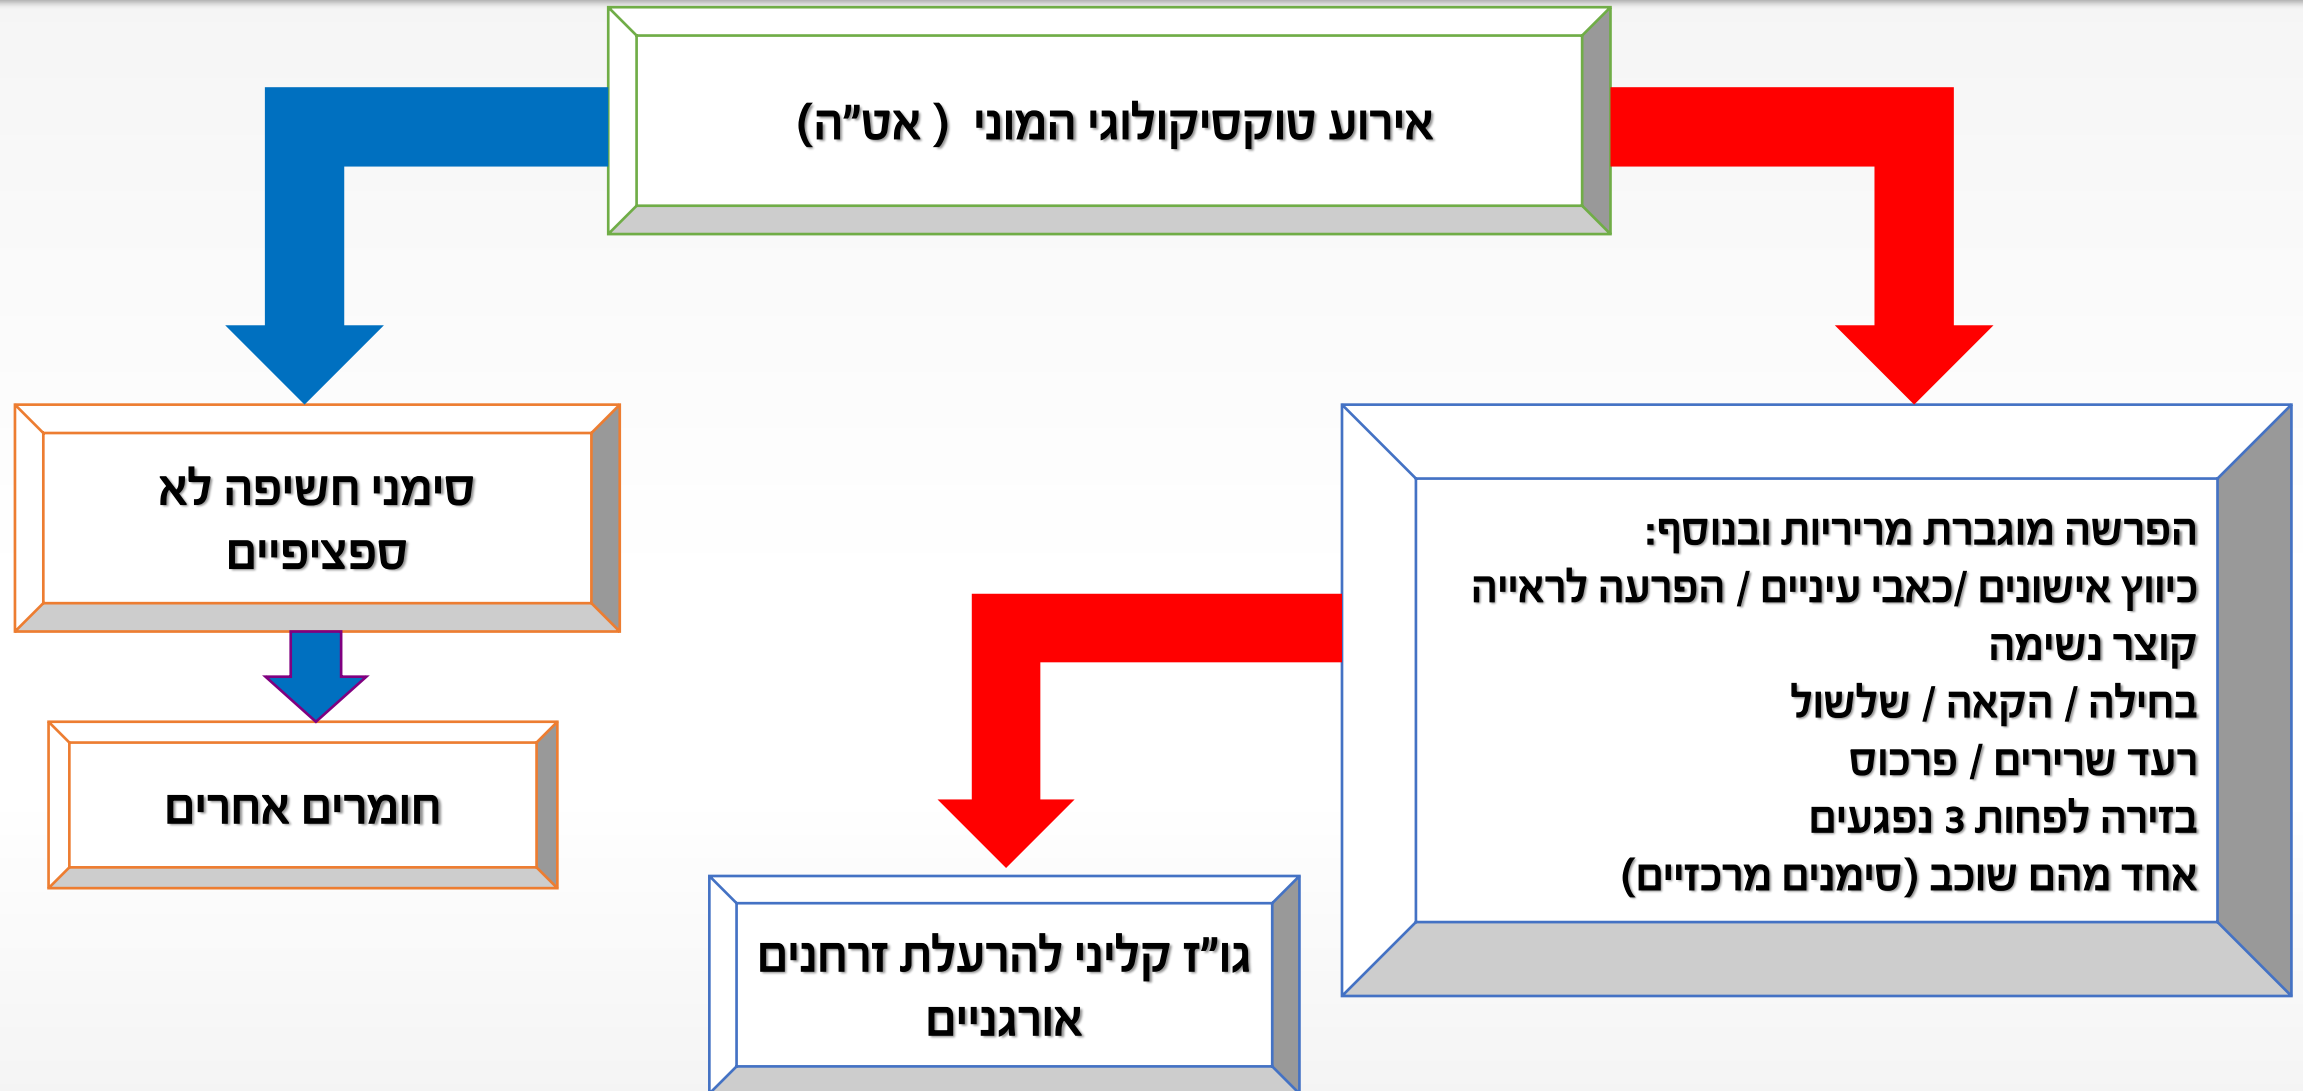 אירוע טוקסיקולוגי המוני ( אט"ה)
הפרשה מוגברת מריריות ובנוסף:
כיווץ אישונים /כאבי עיניים / הפרעה לראייה
קוצר נשימה
בחילה / הקאה / שלשול
רעד שרירים / פרכוס
בזירה לפחות 3 נפגעים
אחד מהם שוכב (סימנים מרכזיים)
גו"ז קליני להרעלת זרחנים
אורגניים
סימני חשיפה לא
ספציפיים
חומרים אחרים